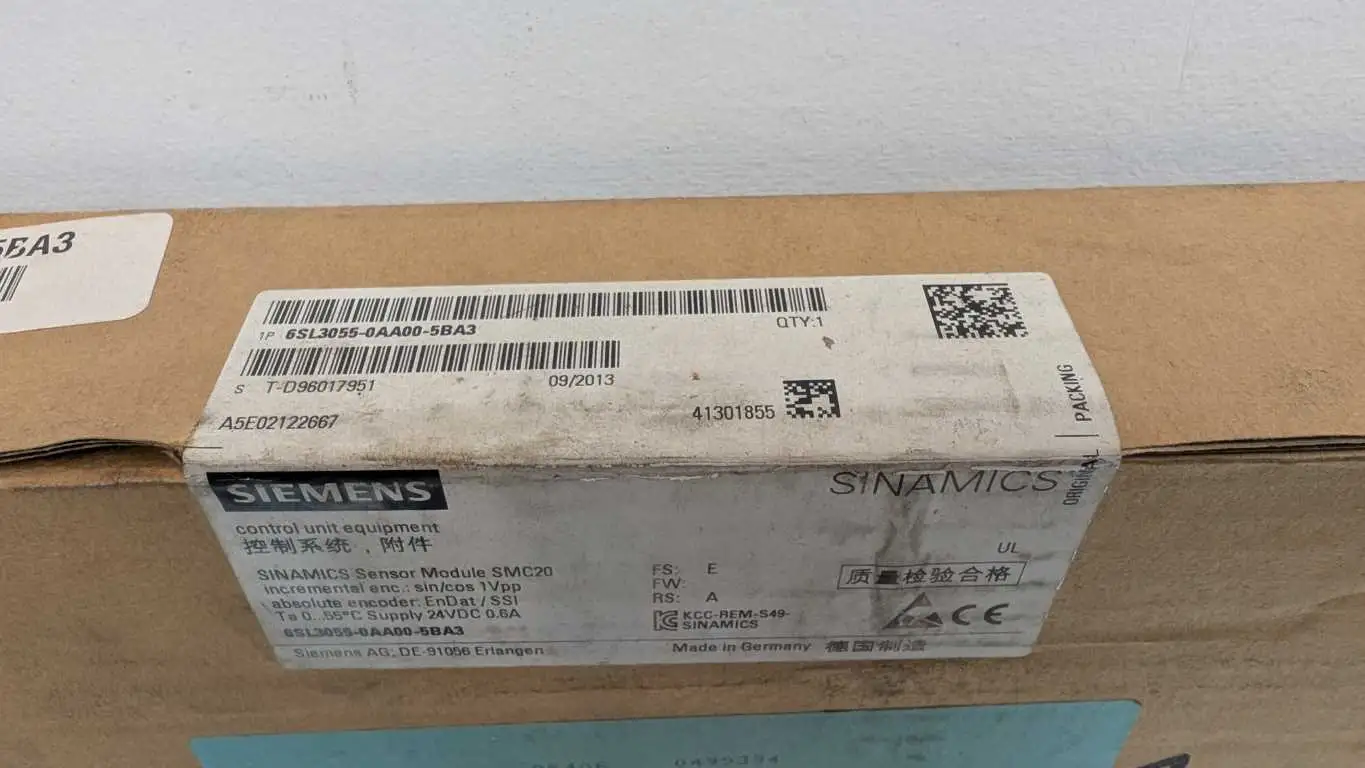 5BA3
1P 6SL3055-0AA00-5BA3
QTY:1
S T-D96017951
09/2013
A5E02122667
41301855
ORIGINAL PACKING
SIEMENS
SINAMICS
control unit equipment
控制系统，附件
UL
SINAMICS Sensor Module SMC20
incremental enc.: sin/cos 1Vpp
absolute encoder: EnDat / SSI
Ta 0...55°C Supply 24VDC 0.6A
6SL3055-0AA00-5BA3
FS: E
FW:
RS: A
质量检验合格
KCC-REM-S49-
SINAMICS
CE
Siemens AG, DE-91056 Erlangen
Made in Germany 德国制造